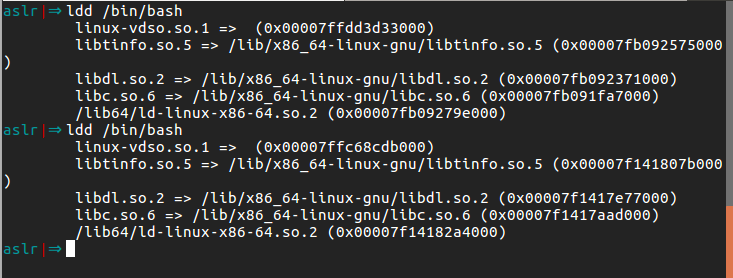 aslr|⇒ ldd /bin/bash
linux-vdso.so.1 =>  (0x00007ffdd3d33000)
libtinfo.so.5 => /lib/x86_64-linux-gnu/libtinfo.so.5 (0x00007fb092575000
)
libdl.so.2 => /lib/x86_64-linux-gnu/libdl.so.2 (0x00007fb092371000)
libc.so.6 => /lib/x86_64-linux-gnu/libc.so.6 (0x00007fb091fa7000)
/lib64/ld-linux-x86-64.so.2 (0x00007fb09279e000)
aslr|⇒ ldd /bin/bash
linux-vdso.so.1 =>  (0x00007ffc68cdb000)
libtinfo.so.5 => /lib/x86_64-linux-gnu/libtinfo.so.5 (0x00007f141807b000
)
libdl.so.2 => /lib/x86_64-linux-gnu/libdl.so.2 (0x00007f1417e77000)
libc.so.6 => /lib/x86_64-linux-gnu/libc.so.6 (0x00007f1417aad000)
/lib64/ld-linux-x86-64.so.2 (0x00007f14182a4000)
aslr|⇒